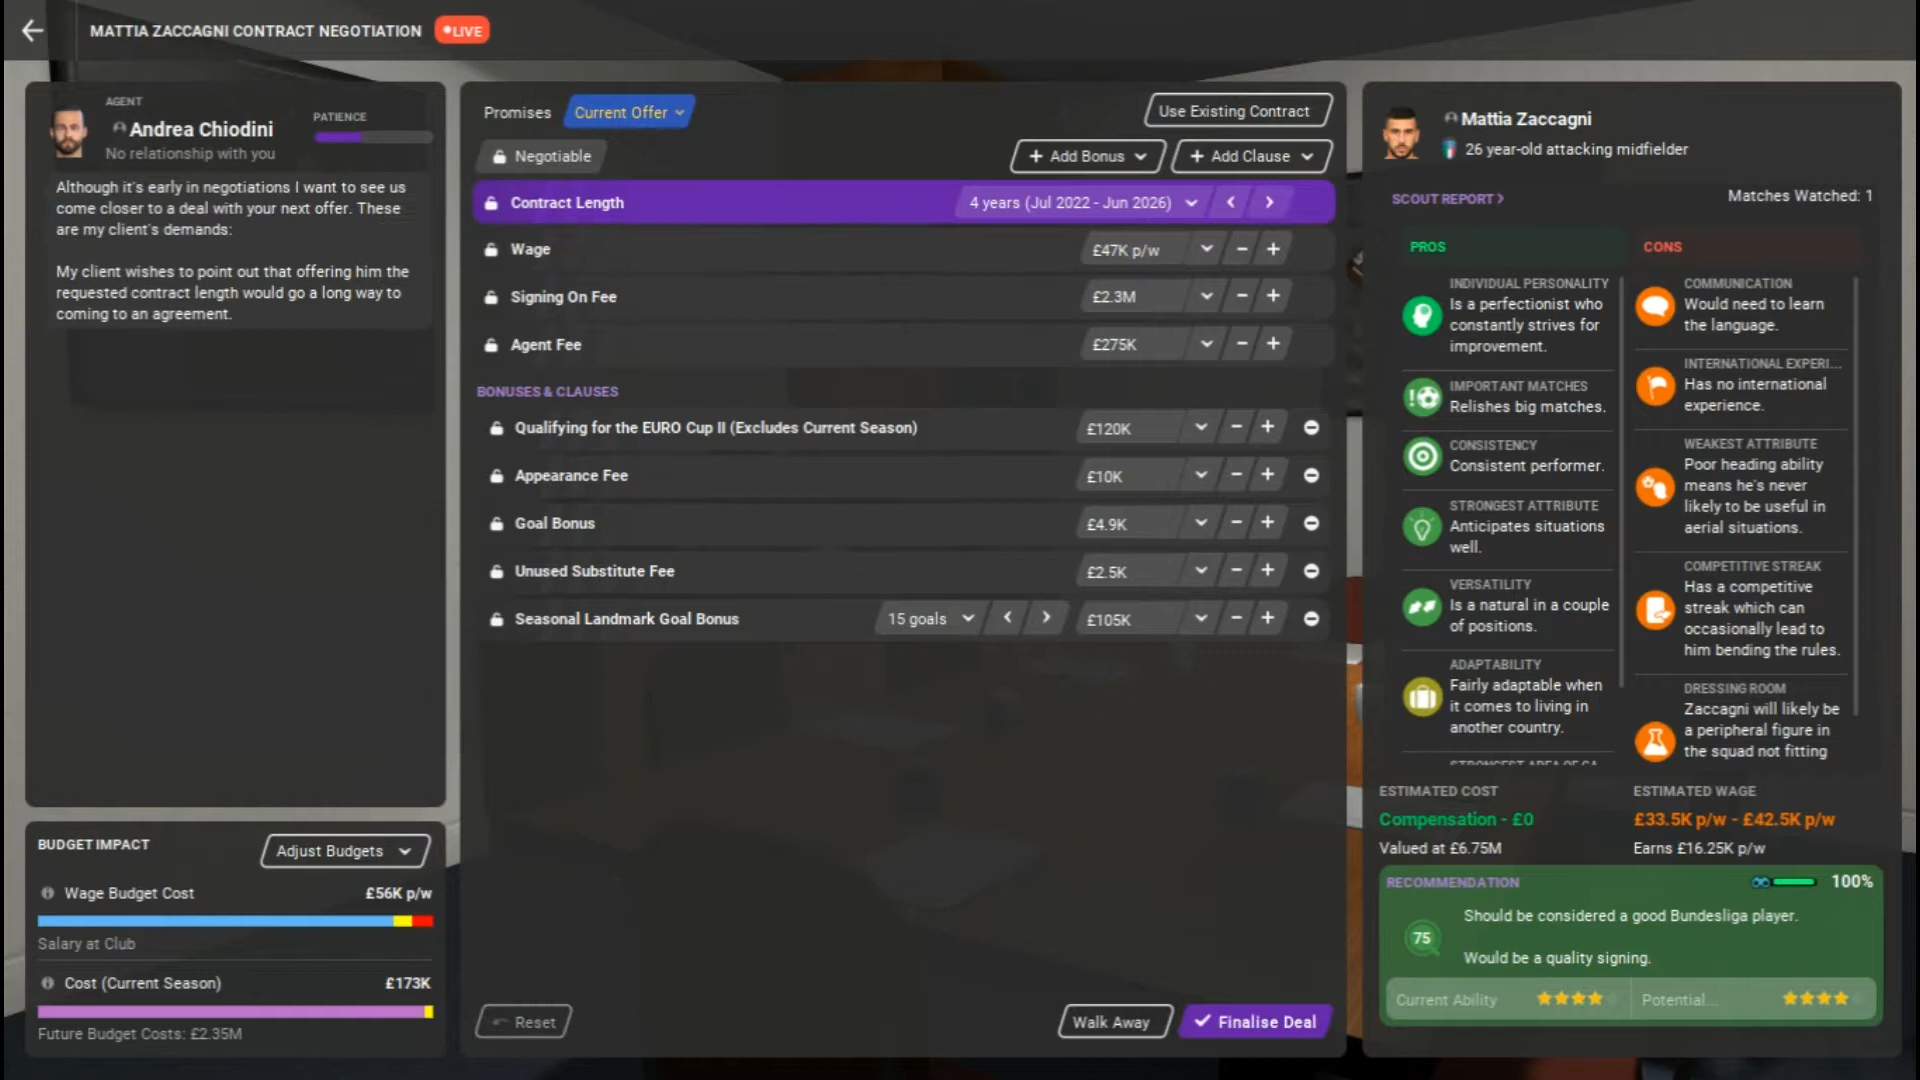 MATTIA ZACCAGNI CONTRACT NEGOTIATION LIVE
AGENT
Andrea Chiodini
No relationship with you
PATIENCE
Although it's early in negotiations I want to see us
come closer to a deal with your next offer. These
are my client's demands:
My client wishes to point out that offering him the
requested contract length would go a long way to
coming to an agreement.
BUDGET IMPACT
Adjust Budgets
Wage Budget Cost £56K p/w
Salary at Club
Cost (Current Season) £173K
Future Budget Costs: £2.35M
Promises Current Offer Use Existing Contract
Negotiable + Add Bonus + Add Clause
Contract Length 4 years (Jul 2022 - Jun 2026)
Wage £47K p/w
Signing On Fee £2.3M
Agent Fee £275K
BONUSES & CLAUSES
Qualifying for the EURO Cup II (Excludes Current Season) £120K
Appearance Fee £10K
Goal Bonus £4.9K
Unused Substitute Fee £2.5K
Seasonal Landmark Goal Bonus 15 goals £105K
Reset Walk Away Finalise Deal
Mattia Zaccagni
26 year-old attacking midfielder
SCOUT REPORT Matches Watched: 1
PROS
INDIVIDUAL PERSONALITY
Is a perfectionist who
constantly strives for
improvement.
IMPORTANT MATCHES
Relishes big matches.
CONSISTENCY
Consistent performer.
STRONGEST ATTRIBUTE
Anticipates situations
well.
VERSATILITY
Is a natural in a couple
of positions.
ADAPTABILITY
Fairly adaptable when
it comes to living in
another country.
CONS
COMMUNICATION
Would need to learn
the language.
INTERNATIONAL EXPERI...
Has no international
experience.
WEAKEST ATTRIBUTE
Poor heading ability
means he's never
likely to be useful in
aerial situations.
COMPETITIVE STREAK
Has a competitive
streak which can
occasionally lead to
him bending the rules.
DRESSING ROOM
Zaccagni will likely be
a peripheral figure in
the squad not fitting
ESTIMATED COST
Compensation - £0
Valued at £6.75M
ESTIMATED WAGE
£33.5K p/w - £42.5K p/w
Earns £16.25K p/w
RECOMMENDATION 100%
75
Should be considered a good Bundesliga player.
Would be a quality signing.
Current Ability Potential...